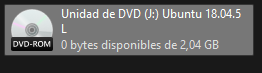 Unidad de DVD (J:) Ubuntu 18.04.5
L
DVD-ROM
0 bytes disponibles de 2,04 GB